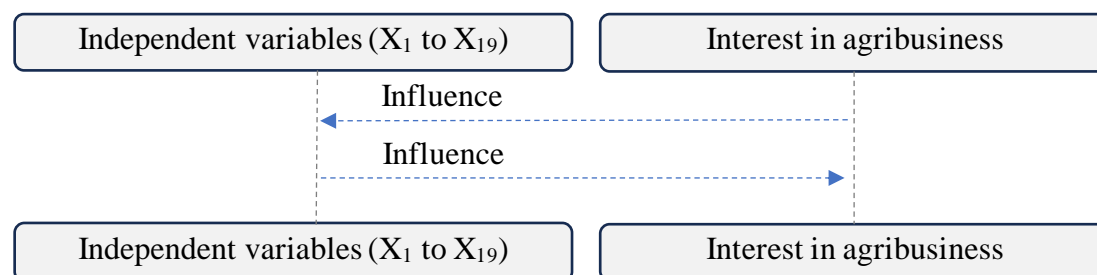 Independent variables (X₁ to X₁₉)
Interest in agribusiness
Influence
Influence
Independent variables (X₁ to X₁₉)
Interest in agribusiness